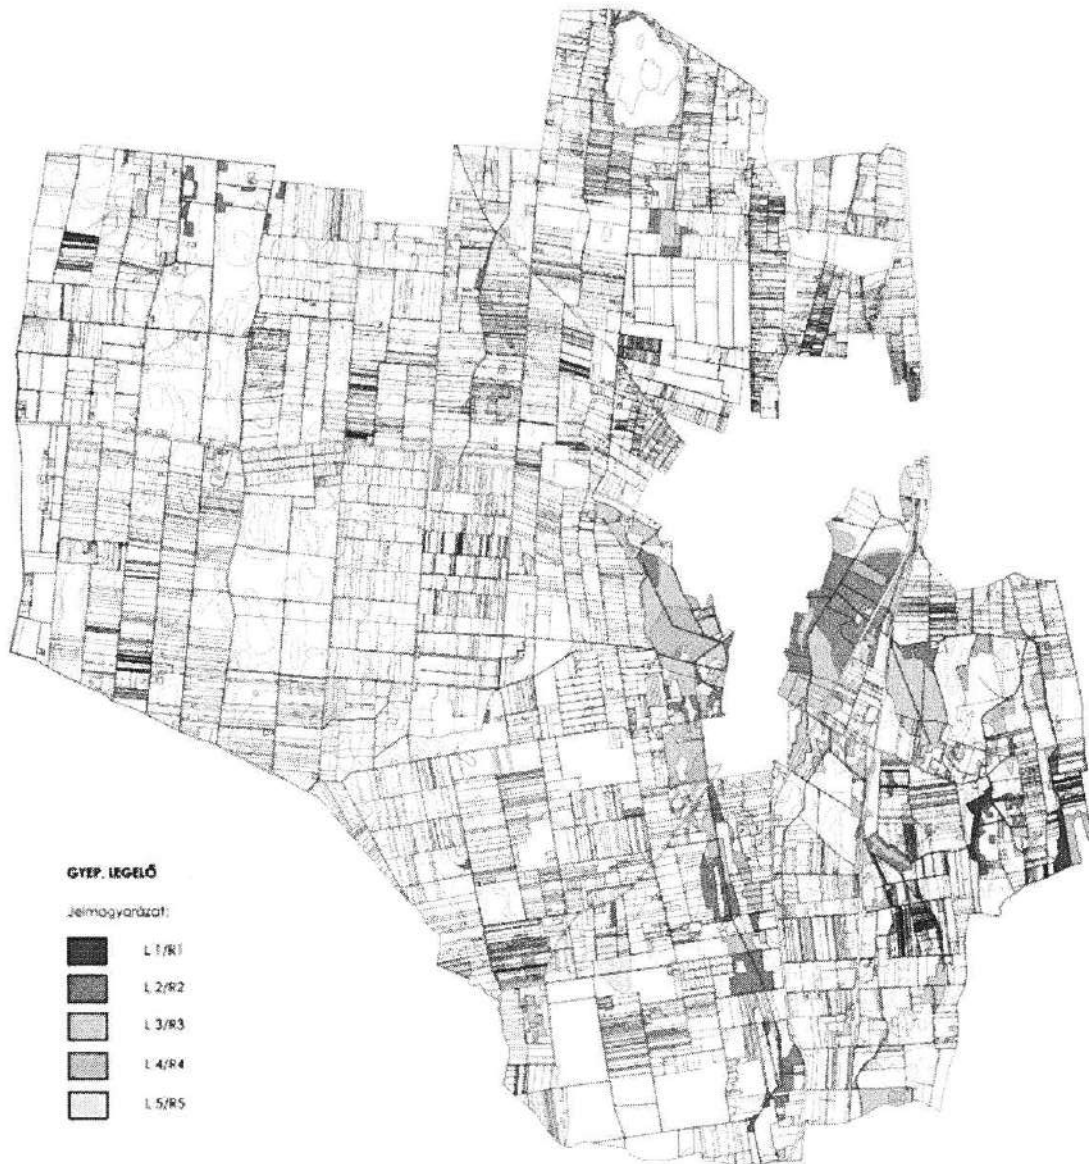 GYEP, LEGELŐ
Jelmagyarázat:
L 1/R1
L 2/R2
L 3/R3
L 4/R4
L 5/R5